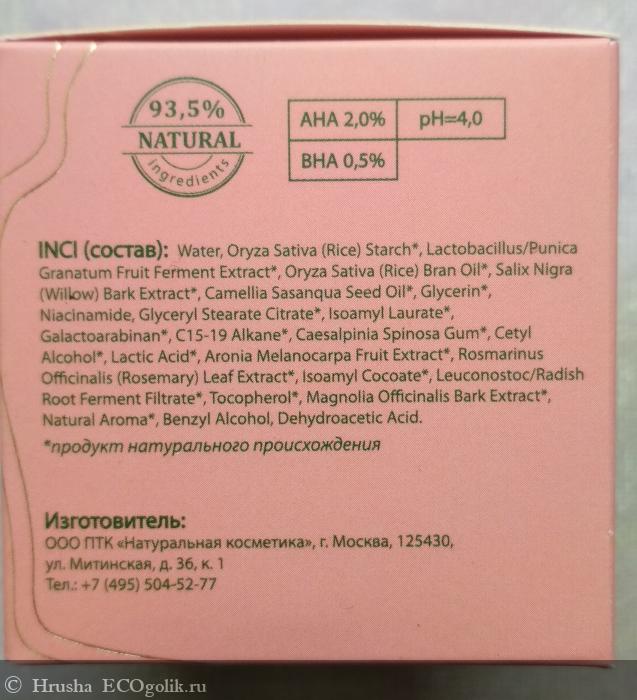 93,5%
NATURAL
ingredients
AHA 2,0% pH=4,0
BHA 0,5%
INCI (состав): Water, Oryza Sativa (Rice) Starch*, Lactobacillus/Punica
Granatum Fruit Ferment Extract*, Oryza Sativa (Rice) Bran Oil*, Salix Nigra
(Willow) Bark Extract*, Camellia Sasanqua Seed Oil*, Glycerin*,
Niacinamide, Glyceryl Stearate Citrate*, Isoamyl Laurate*,
Galactoarabinan*, C15-19 Alkane*, Caesalpinia Spinosa Gum*, Cetyl
Alcohol*, Lactic Acid*, Aronia Melanocarpa Fruit Extract*, Rosmarinus
Officinalis (Rosemary) Leaf Extract*, Isoamyl Cocoate*, Leuconostoc/Radish
Root Ferment Filtrate*, Tocopherol*, Magnolia Officinalis Bark Extract*,
Natural Aroma*, Benzyl Alcohol, Dehydroacetic Acid.
*продукт натурального происхождения
Изготовитель:
ООО ПТК «Натуральная косметика», г. Москва, 125430,
ул. Митинская, д. 36, к. 1
Тел.: +7 (495) 504-52-77
© Hrusha ECOgolik.ru